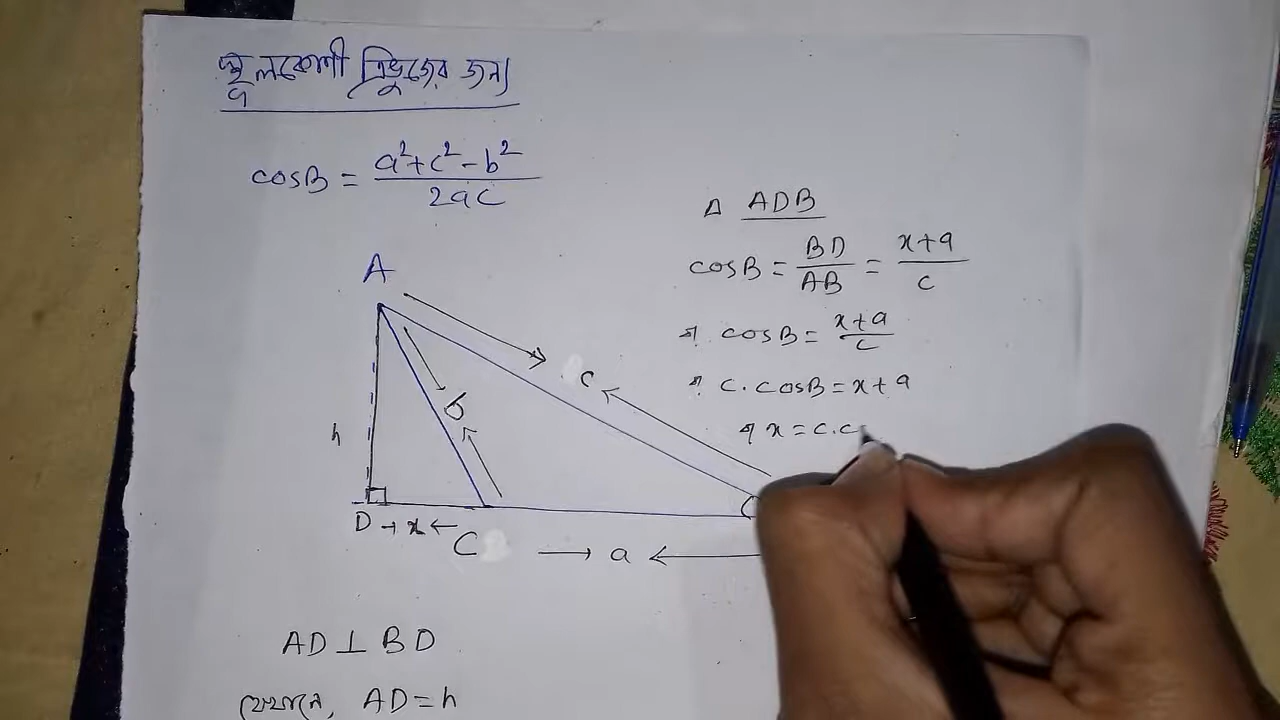 স্থূলকোণী ত্রিভুজের জন্য
cosB = (a²+c²-b²)/(2ac)
Δ ADB
cosB = BD/AB = (x+a)/c
⇒ cosB = (x+a)/c
⇒ c.cosB = x+a
⇒ x = c.c
A
c
b
h
D → x ← C → a ←
AD ⊥ BD
যেখানে, AD = h